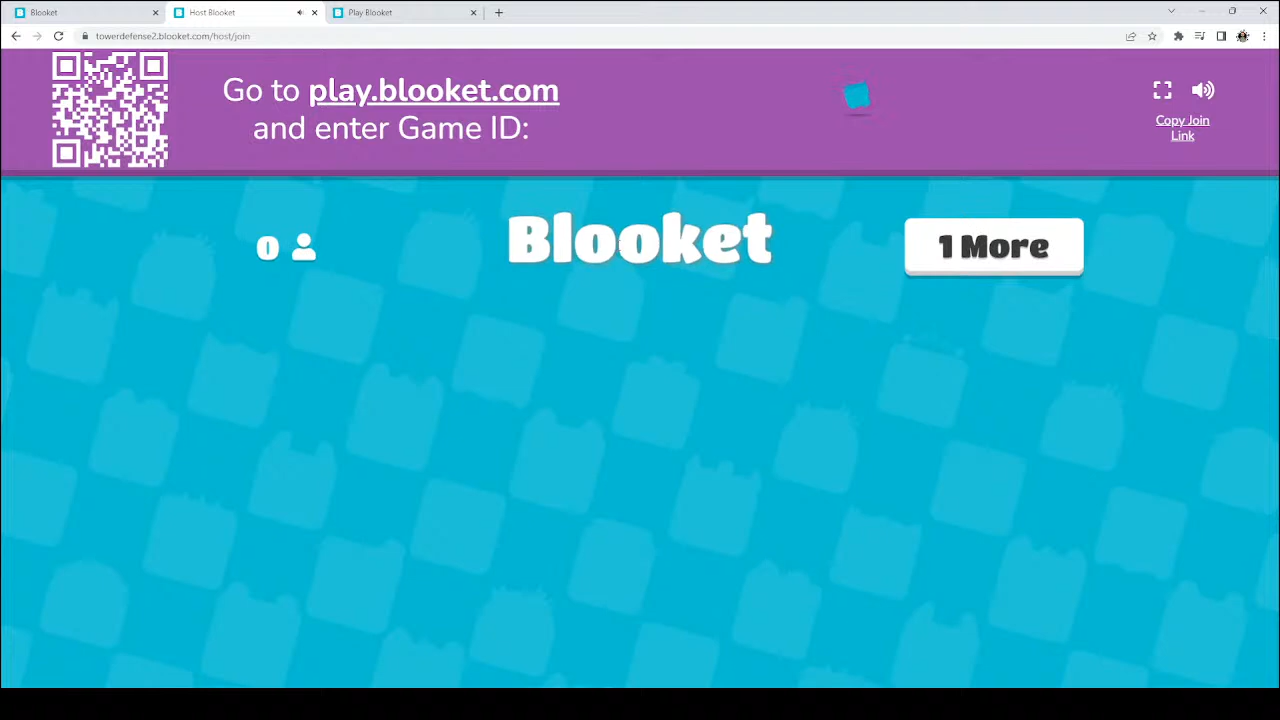 Blooket
Host Blooket
Play Blooket
towerdefense2.blooket.com/host/join
Go to play.blooket.com
and enter Game ID:
Copy Join
Link
0
Blooket
1 More